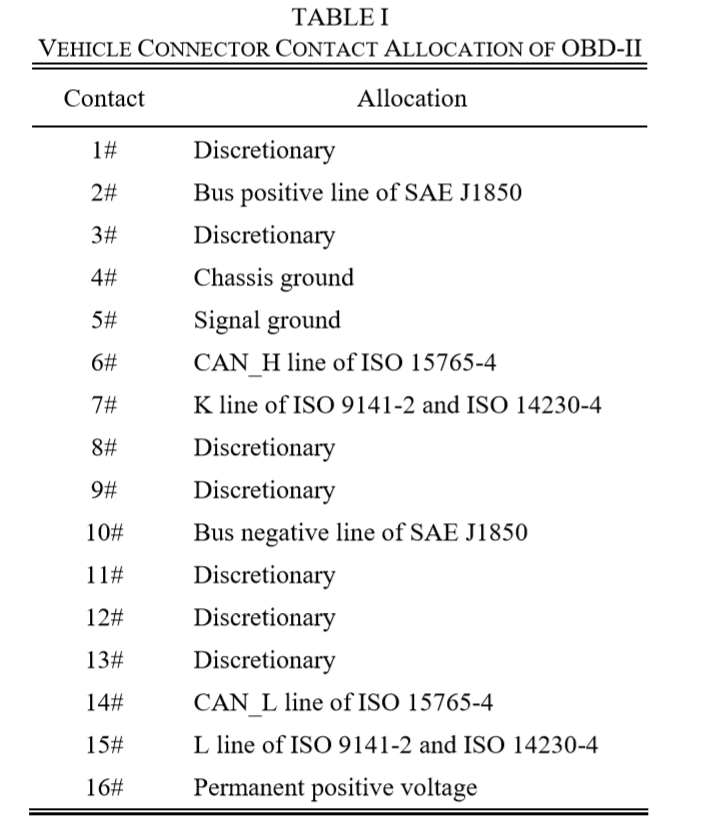 TABLE I
VEHICLE CONNECTOR CONTACT ALLOCATION OF OBD-II
Contact Allocation
1# Discretionary
2# Bus positive line of SAE J1850
3# Discretionary
4# Chassis ground
5# Signal ground
6# CAN_H line of ISO 15765-4
7# K line of ISO 9141-2 and ISO 14230-4
8# Discretionary
9# Discretionary
10# Bus negative line of SAE J1850
11# Discretionary
12# Discretionary
13# Discretionary
14# CAN_L line of ISO 15765-4
15# L line of ISO 9141-2 and ISO 14230-4
16# Permanent positive voltage